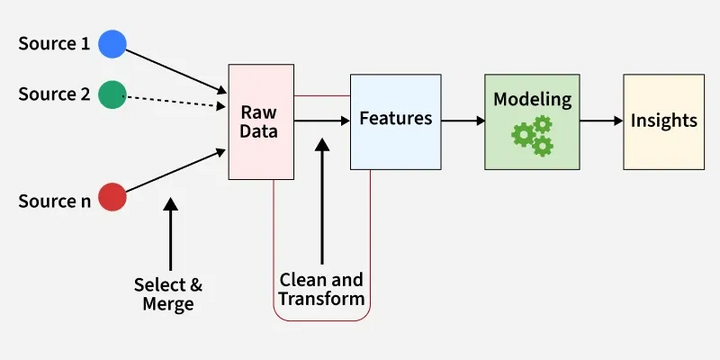 Source 1
Source 2
Source n
Select &
Merge
Raw
Data
Clean and
Transform
Features
Modeling
Insights